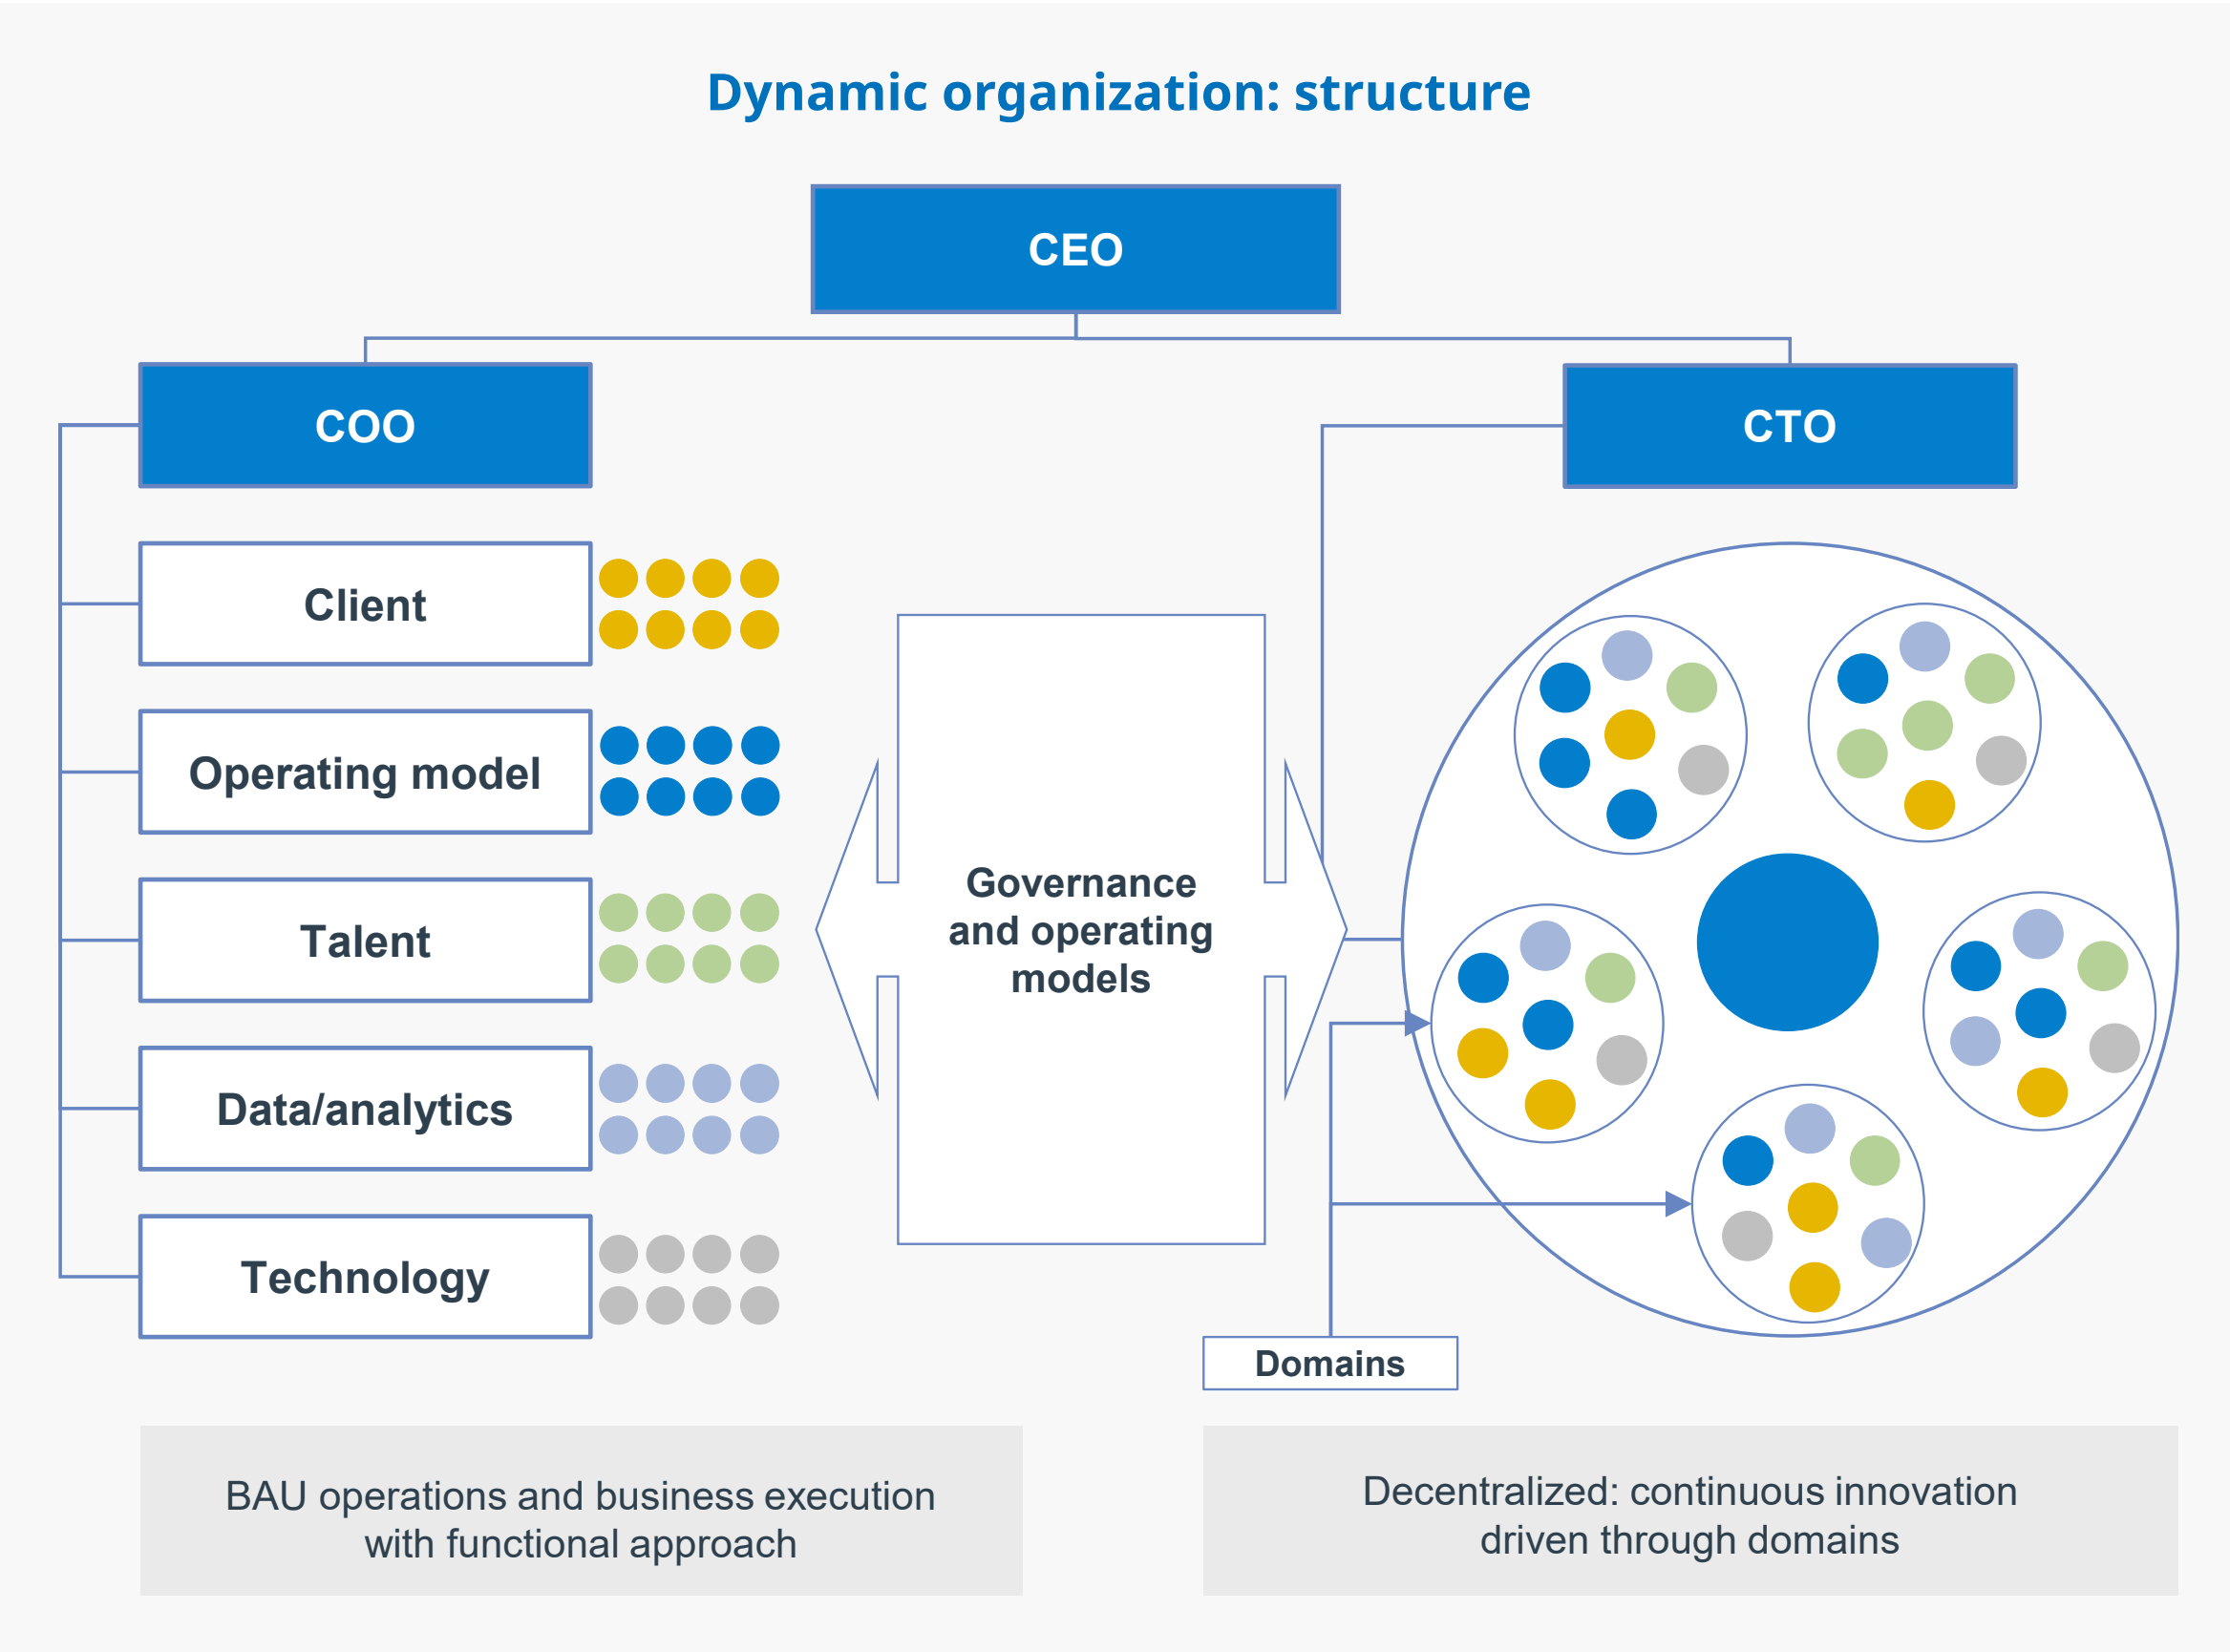 Dynamic organization: structure
CEO
COO
CTO
Client
Operating model
Talent
Data/analytics
Technology
Governance
and operating
models
Domains
BAU operations and business execution
with functional approach
Decentralized: continuous innovation
driven through domains